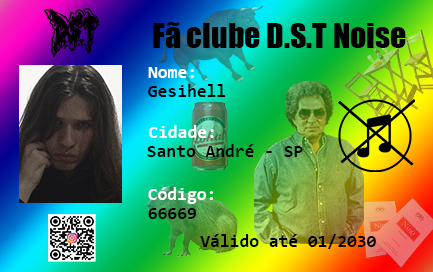 Fã clube D.S.T Noise
Nome:
Gesihell
Cidade:
Santo André - SP
Código:
66669
Válido até 01/2030